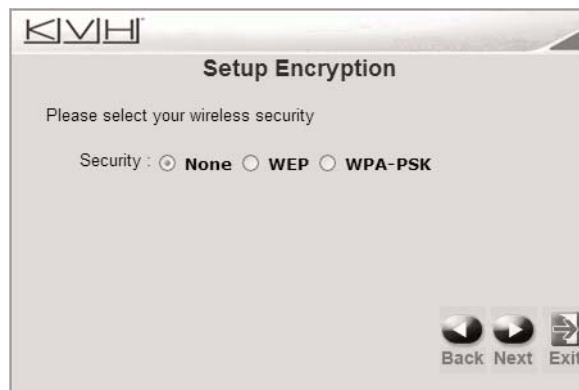 KVH
Setup Encryption
Please select your wireless security
Security : None WEP WPA-PSK
Back Next Exit